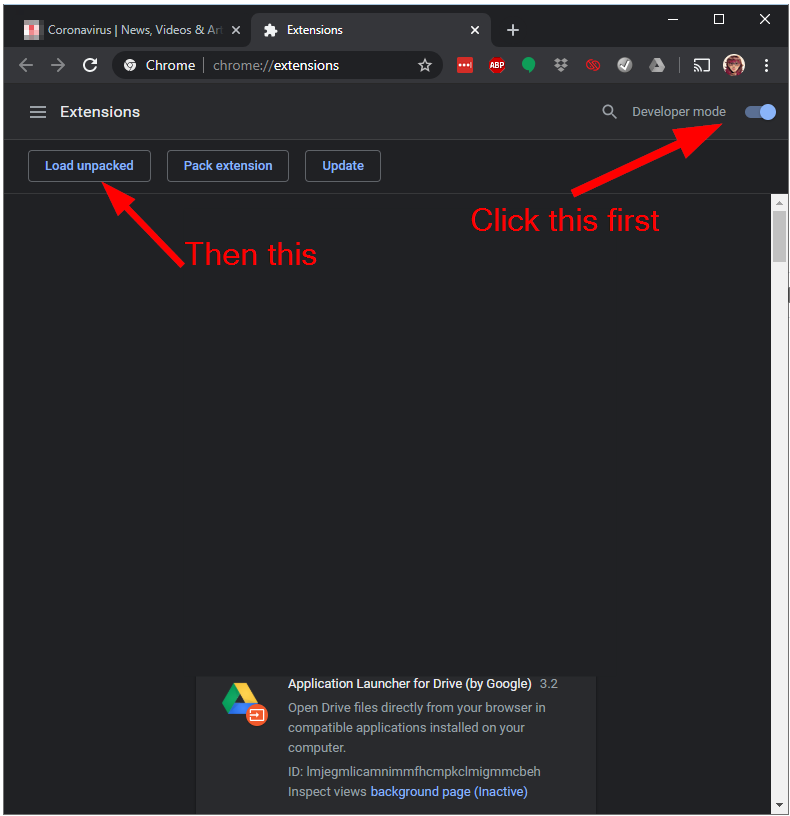 Coronavirus | News, Videos & Art
Extensions
Chrome
chrome://extensions
ABP
Extensions
Developer mode
Load unpacked
Pack extension
Update
Click this first
Then this
Application Launcher for Drive (by Google) 3.2
Open Drive files directly from your browser in
compatible applications installed on your
computer.
ID: lmjegmlicamnimmfhcmpkclmigmmcbeh
Inspect views background page (Inactive)